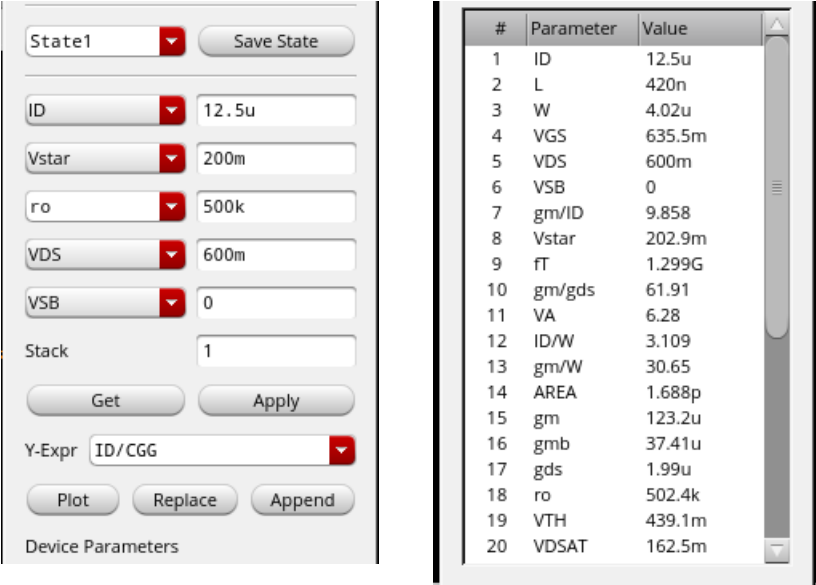 State1 Save State
ID 12.5u
Vstar 200m
ro 500k
VDS 600m
VSB 0
Stack 1
Get Apply
Y-Expr ID/CGG
Plot Replace Append
Device Parameters
# Parameter Value
1 ID 12.5u
2 L 420n
3 W 4.02u
4 VGS 635.5m
5 VDS 600m
6 VSB 0
7 gm/ID 9.858
8 Vstar 202.9m
9 fT 1.299G
10 gm/gds 61.91
11 VA 6.28
12 ID/W 3.109
13 gm/W 30.65
14 AREA 1.688p
15 gm 123.2u
16 gmb 37.41u
17 gds 1.99u
18 ro 502.4k
19 VTH 439.1m
20 VDSAT 162.5m